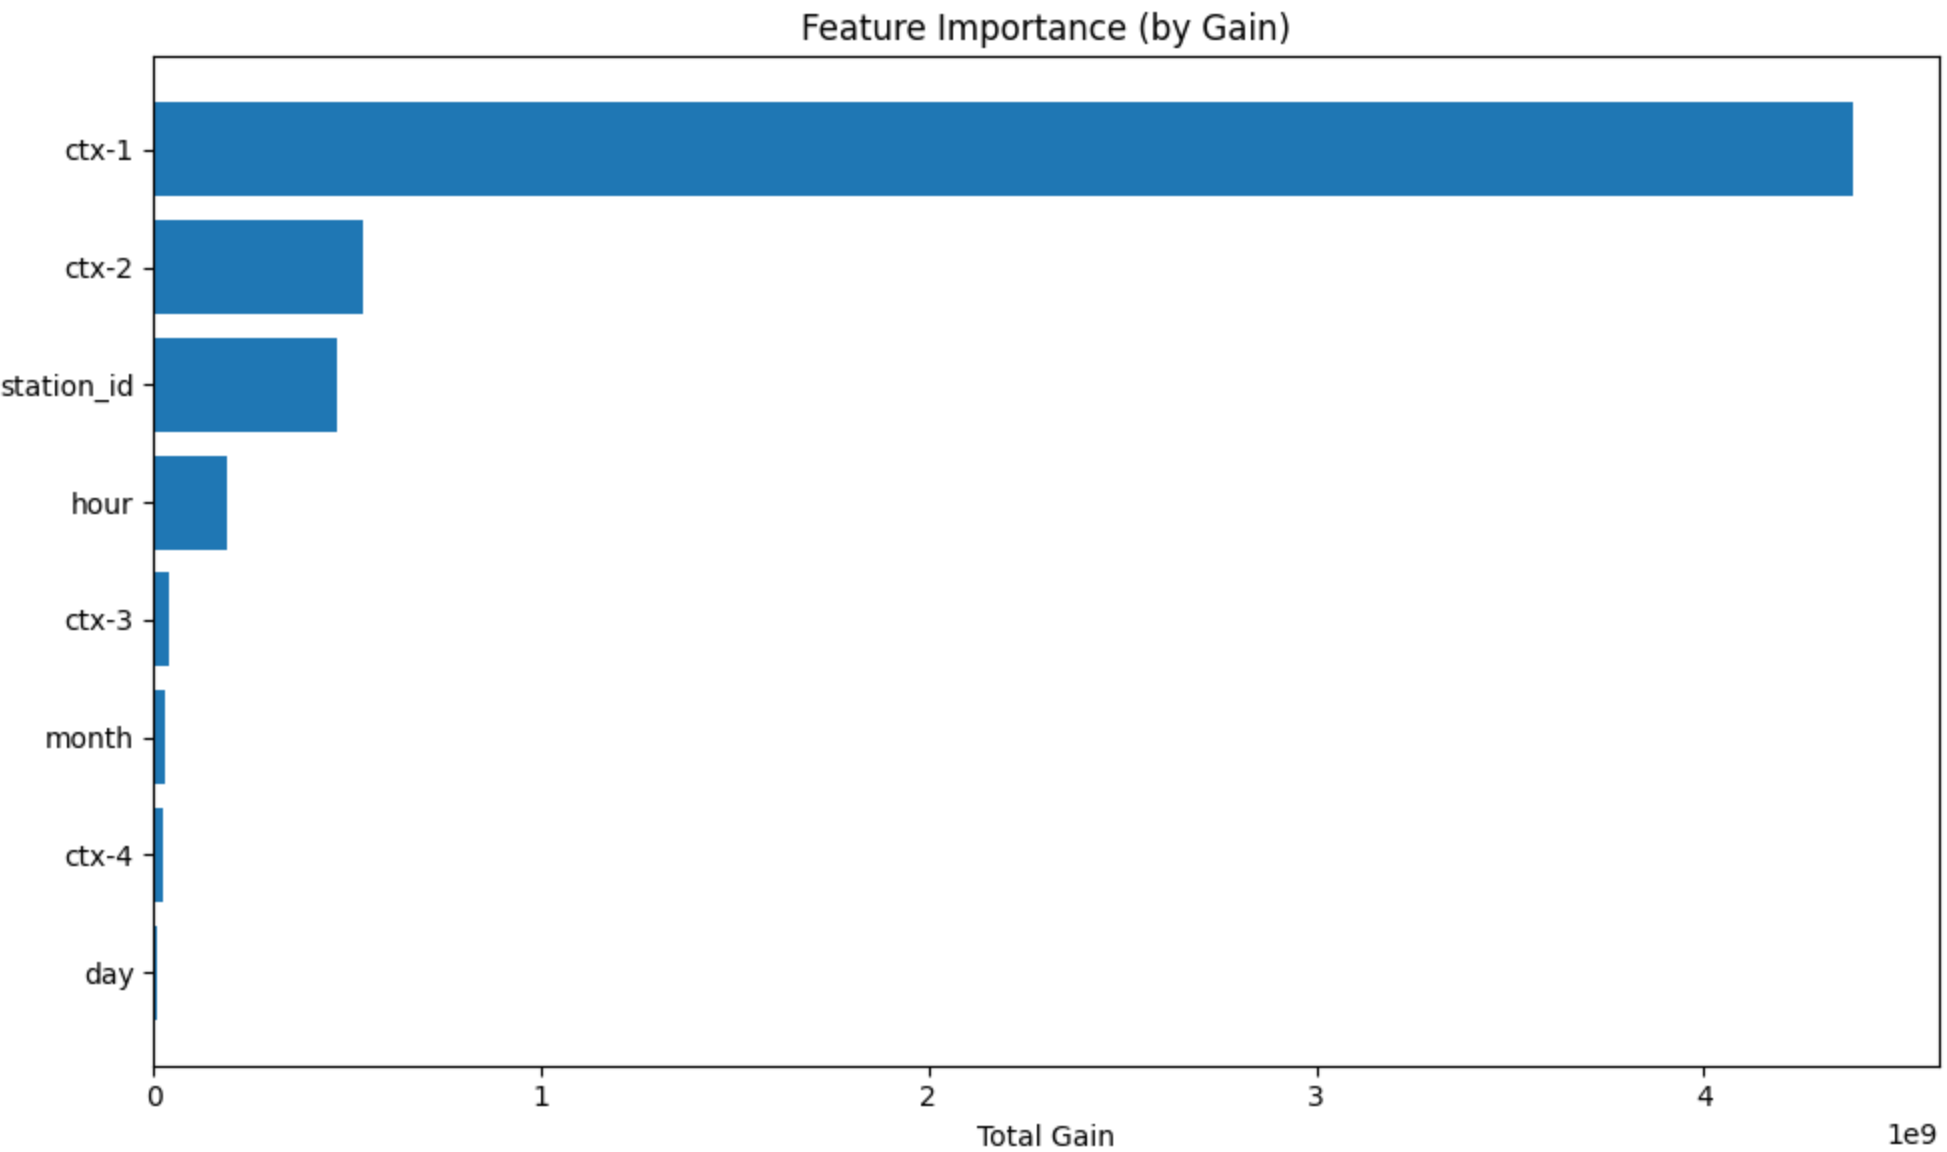 Feature Importance (by Gain)
ctx-1
ctx-2
station_id
hour
ctx-3
month
ctx-4
day
0 1 2 3 4
Total Gain
1e9